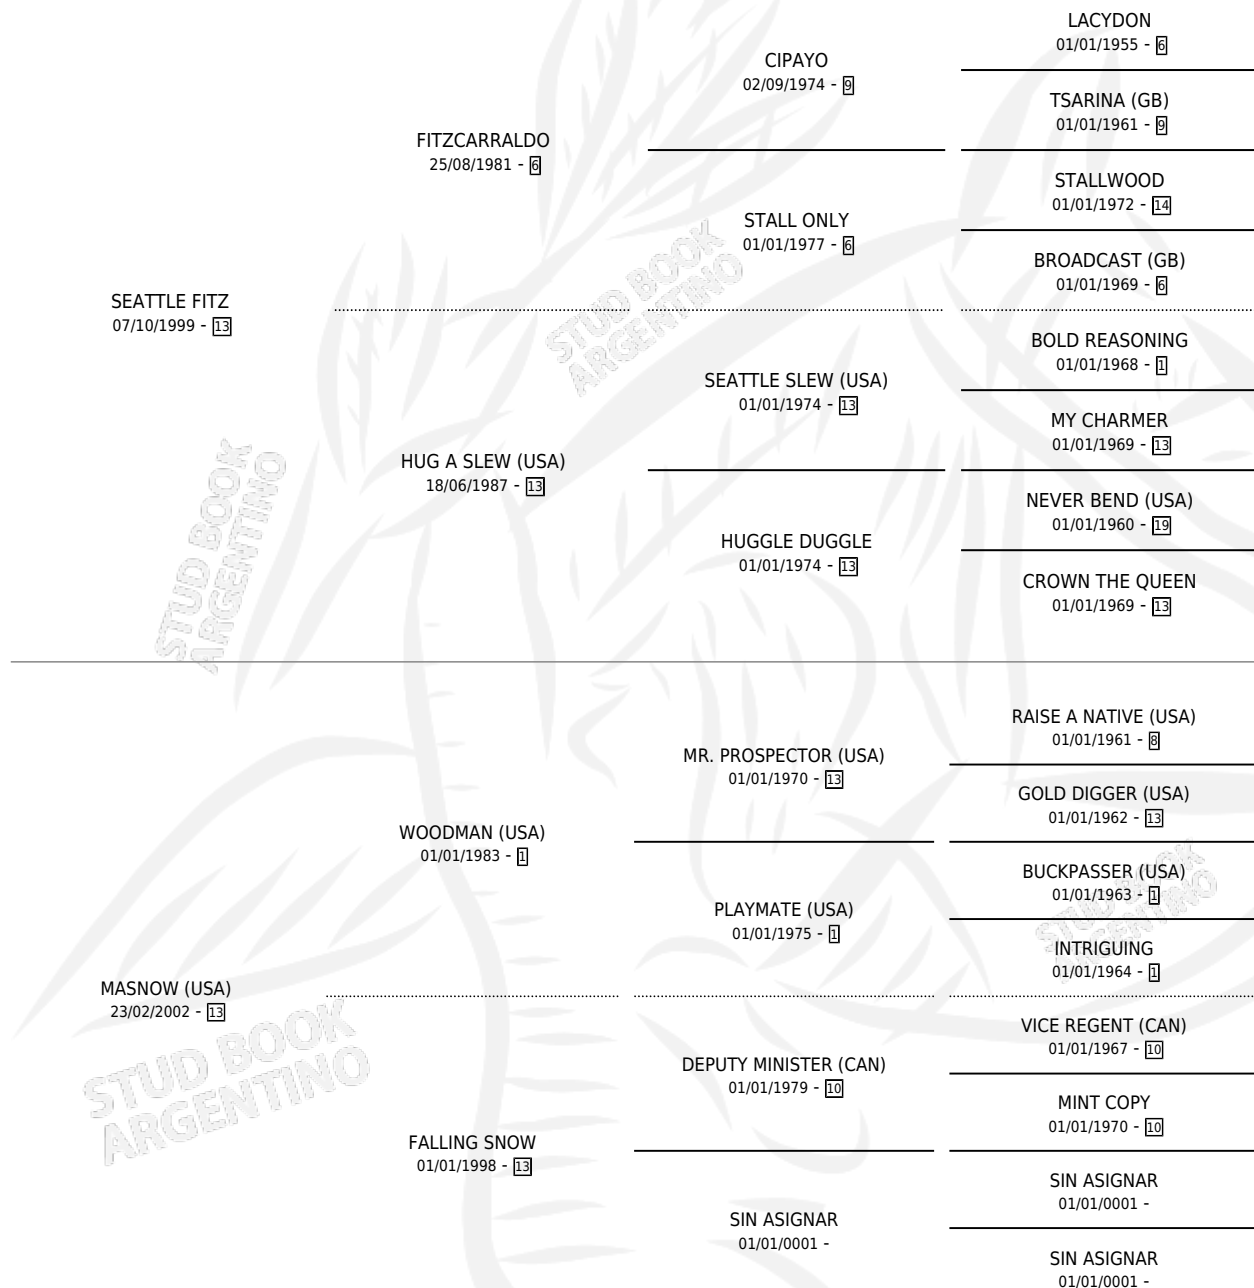 LACYDON
01/01/1955 - 6
CIPAYO
02/09/1974 - 9
TSARINA (GB)
01/01/1961 - 9
FITZCARRALDO
25/08/1981 - 6
STALLWOOD
01/01/1972 - 14
STALL ONLY
01/01/1977 - 6
BROADCAST (GB)
01/01/1969 - 6
SEATTLE FITZ
07/10/1999 - 13
BOLD REASONING
01/01/1968 - 1
SEATTLE SLEW (USA)
01/01/1974 - 13
MY CHARMER
01/01/1969 - 13
HUG A SLEW (USA)
18/06/1987 - 13
NEVER BEND (USA)
01/01/1960 - 19
HUGGLE DUGGLE
01/01/1974 - 13
CROWN THE QUEEN
01/01/1969 - 13
RAISE A NATIVE (USA)
01/01/1961 - 8
MR. PROSPECTOR (USA)
01/01/1970 - 13
GOLD DIGGER (USA)
01/01/1962 - 13
WOODMAN (USA)
01/01/1983 - 1
BUCKPASSER (USA)
01/01/1963 - 1
PLAYMATE (USA)
01/01/1975 - 1
INTRIGUING
01/01/1964 - 1
MASNOW (USA)
23/02/2002 - 13
VICE REGENT (CAN)
01/01/1967 - 10
DEPUTY MINISTER (CAN)
01/01/1979 - 10
MINT COPY
01/01/1970 - 10
FALLING SNOW
01/01/1998 - 13
SIN ASIGNAR
01/01/0001 -
SIN ASIGNAR
01/01/0001 -
SIN ASIGNAR
01/01/0001 -
STUD BOOK
ARGENTINO
STUD BOOK
ARGENTINO
STUD BOOK
ARGENTINO
STUD BOOK
ARGENTINO